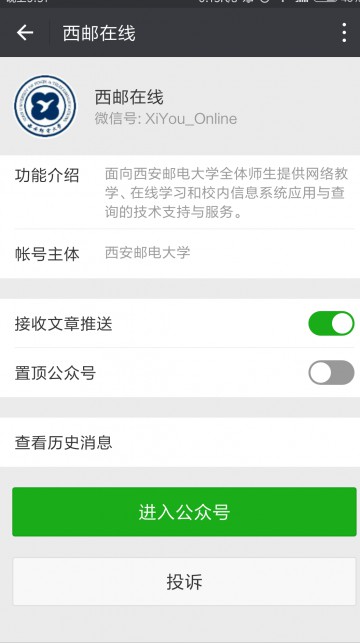 西邮在线
西邮在线
微信号: XiYou_Online
功能介绍
面向西安邮电大学全体师生提供网络教
学、在线学习和校内信息系统应用与查
询的技术支持与服务。
帐号主体
西安邮电大学
接收文章推送
置顶公众号
查看历史消息
进入公众号
投诉